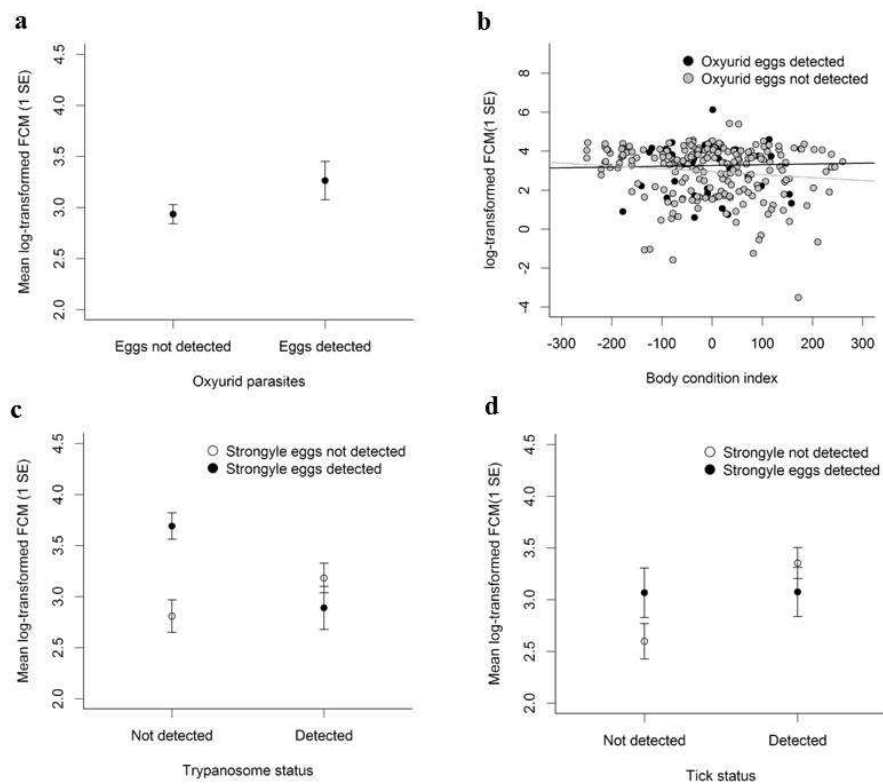 a
Mean log-transformed FCM (1 SE)
4.5
4.0
3.5
3.0
2.5
2.0
Eggs not detected
Eggs detected
Oxyurid parasites
b
log-transformed FCM(1 SE)
8
6
4
2
0
-2
-4
Oxyurid eggs detected
Oxyurid eggs not detected
-300 -200 -100 0 100 200 300
Body condition index
c
Mean log-transformed FCM (1 SE)
4.5
4.0
3.5
3.0
2.5
2.0
Strongyle eggs not detected
Strongyle eggs detected
Not detected
Detected
Trypanosome status
d
Mean log-transformed FCM(1 SE)
4.5
4.0
3.5
3.0
2.5
2.0
Strongyle not detected
Strongyle eggs detected
Not detected
Detected
Tick status